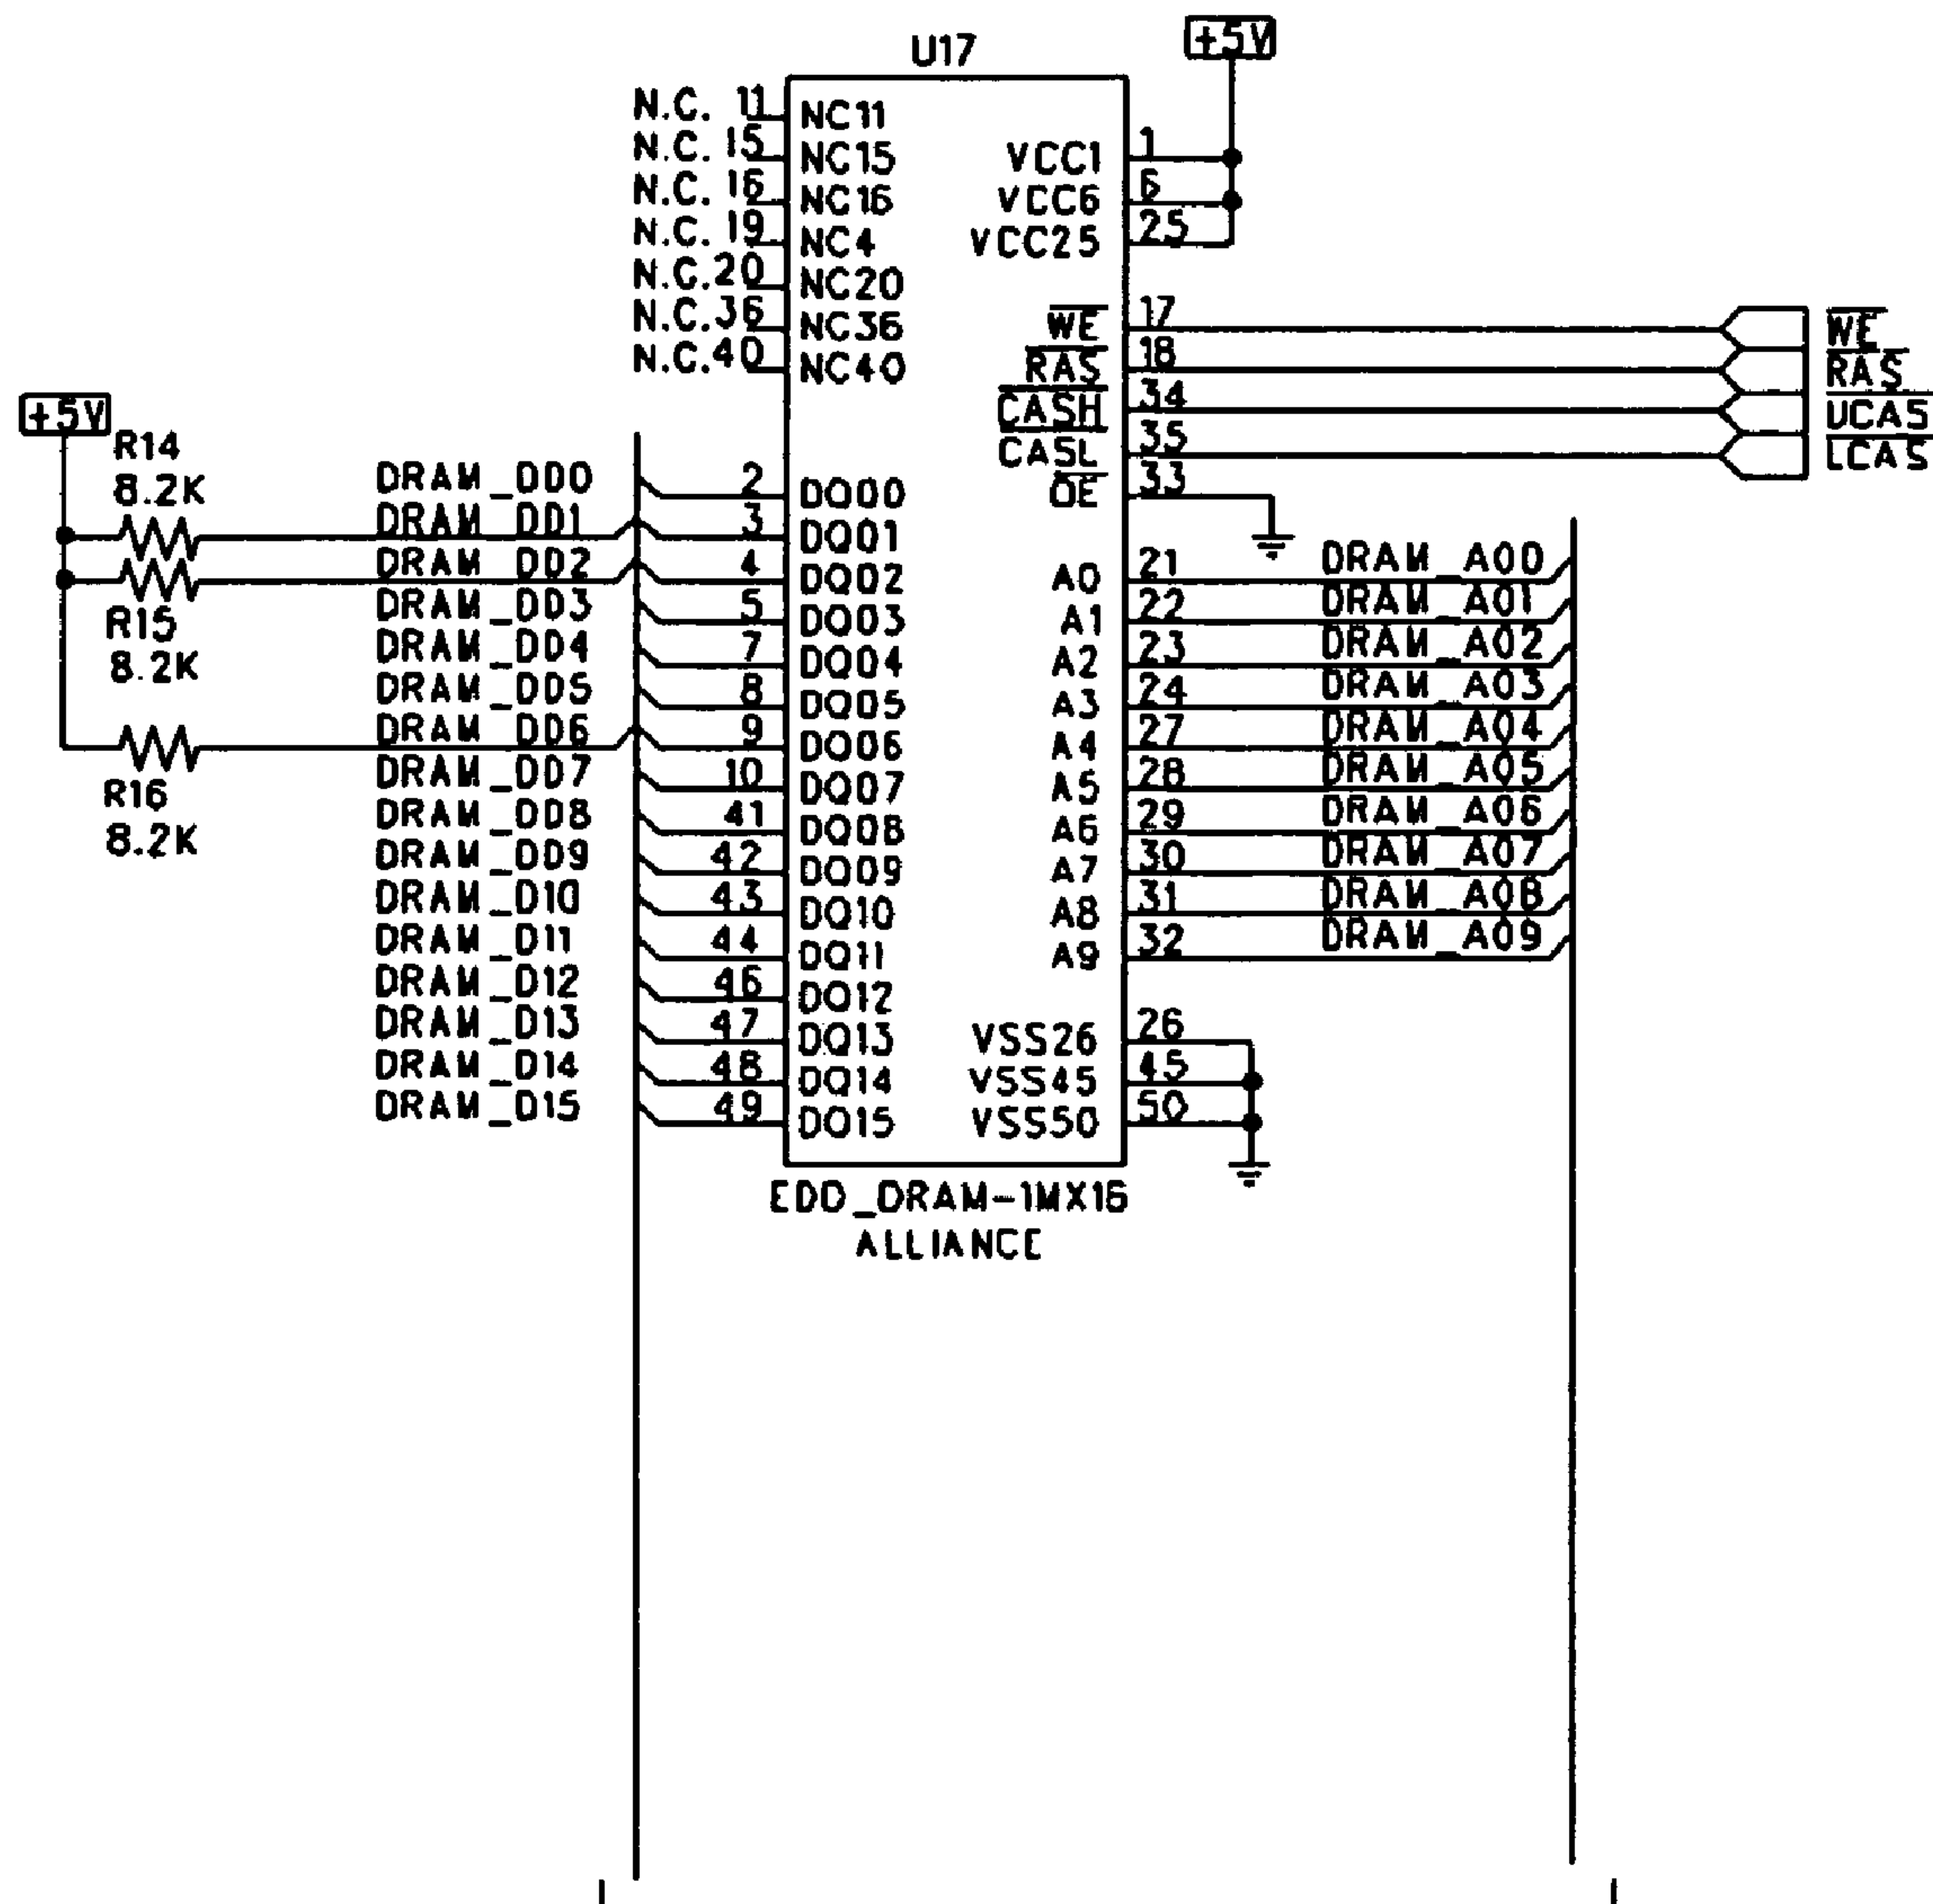 U17
+5V
N.C. 11 NC11
N.C. 15 NC15
N.C. 16 NC16
N.C. 19 NC4
N.C. 20 NC20
N.C. 36 NC36
N.C. 40 NC40
VCC1 1
VCC6 6
VCC25 25
WE 17 WE
RAS 18 RAS
CASH 34 UCAS
CASL 35 LCAS
OE 33
+5V
R14
8.2K
R15
8.2K
R16
8.2K
DRAM_DD0 2 DQ00
DRAM_DD1 3 DQ01
DRAM_DD2 4 DQ02
DRAM_DD3 5 DQ03
DRAM_DD4 7 DQ04
DRAM_DD5 8 DQ05
DRAM_DD6 9 DQ06
DRAM_DD7 10 DQ07
DRAM_DD8 41 DQ08
DRAM_DD9 42 DQ09
DRAM_D10 43 DQ10
DRAM_D11 44 DQ11
DRAM_D12 46 DQ12
DRAM_D13 47 DQ13
DRAM_D14 48 DQ14
DRAM_D15 49 DQ15
A0 21 DRAM_A00
A1 22 DRAM_A01
A2 23 DRAM_A02
A3 24 DRAM_A03
A4 27 DRAM_A04
A5 28 DRAM_A05
A6 29 DRAM_A06
A7 30 DRAM_A07
A8 31 DRAM_A08
A9 32 DRAM_A09
VSS26 26
VSS45 45
VSS50 50
EDO_DRAM-1MX16
ALLIANCE